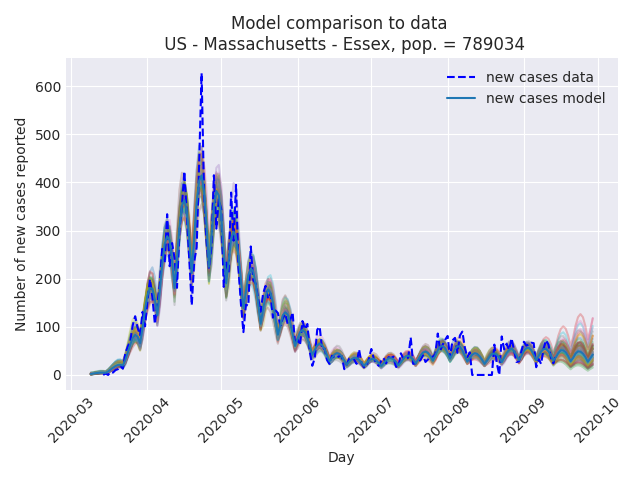 Model comparison to data
US - Massachusetts - Essex, pop. = 789034
new cases data
new cases model
Number of new cases reported
600
500
400
300
200
100
0
2020-03
2020-04
2020-05
2020-06
2020-07
2020-08
2020-09
2020-10
Day